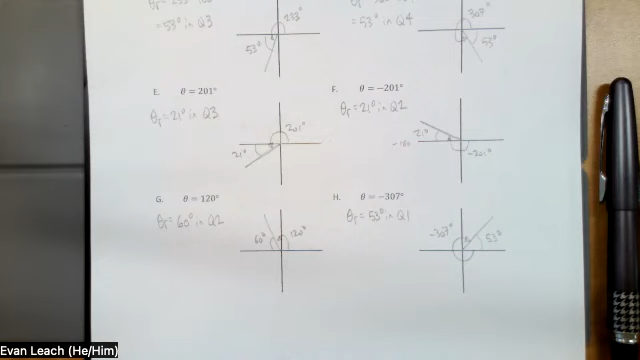 233°
307°
= 53° in Q3
53°
= 53° in Q4
53°
E. θ = 201°
F. θ = -201°
θr = 21° in Q3
201°
21°
θr = 21° in Q2
21°
-180
-201°
G. θ = 120°
H. θ = -307°
θr = 60° in Q2
60°
120°
θr = 53° in Q1
-307°
53°
Evan Leach (He/Him)